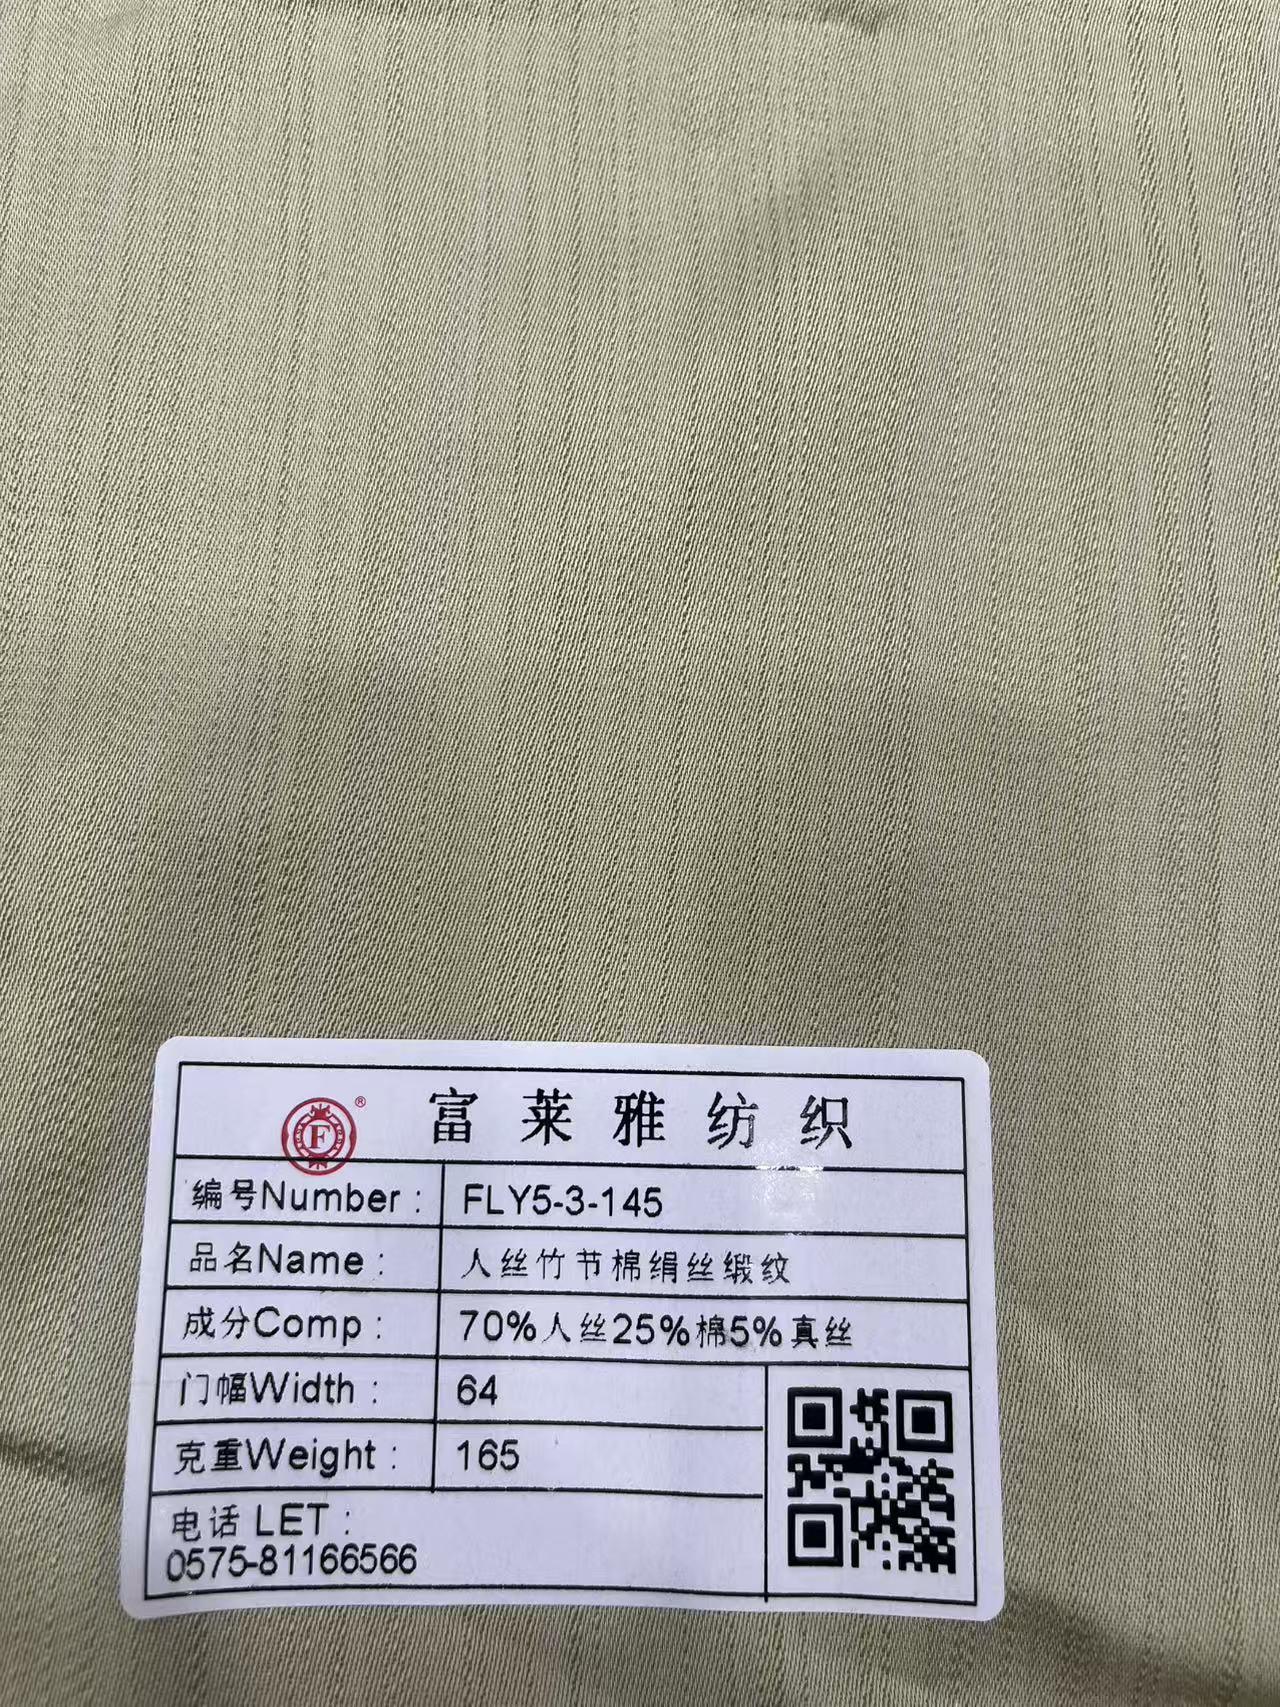 F ®
富莱雅纺织
编号Number : FLY5-3-145
品名Name : 人丝竹节棉绢丝缎纹
成分Comp : 70%人丝25%棉5%真丝
门幅Width : 64
克重Weight : 165
电话 LET :
0575-81166566